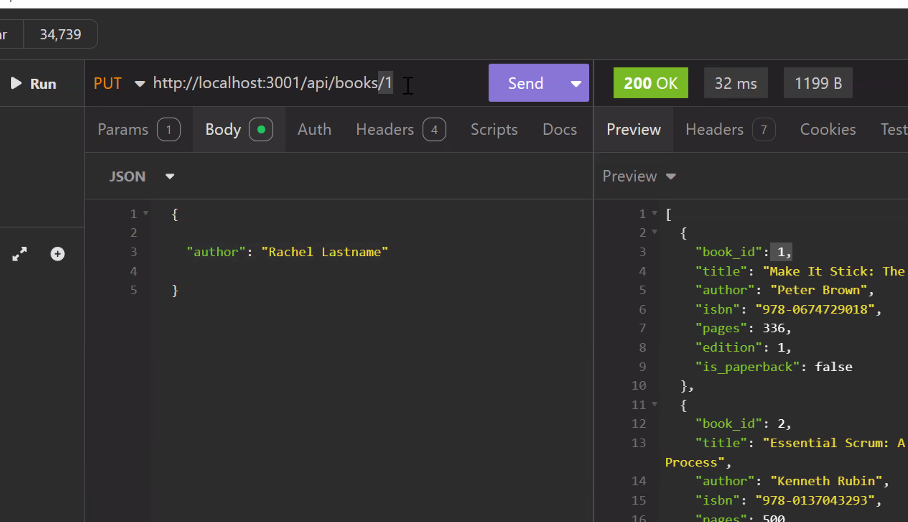 ar 34,739
Run PUT http://localhost:3001/api/books/1 Send 200 OK 32 ms 1199 B
Params 1 Body Auth Headers 4 Scripts Docs Preview Headers 7 Cookies Test
JSON Preview
1 {
2
3 "author": "Rachel Lastname"
4
5 }
1 [
2 {
3 "book_id": 1,
4 "title": "Make It Stick: The
5 "author": "Peter Brown",
6 "isbn": "978-0674729018",
7 "pages": 336,
8 "edition": 1,
9 "is_paperback": false
10 },
11 {
12 "book_id": 2,
13 "title": "Essential Scrum: A
Process",
14 "author": "Kenneth Rubin",
15 "isbn": "978-0137043293",
16 "pages": 500,